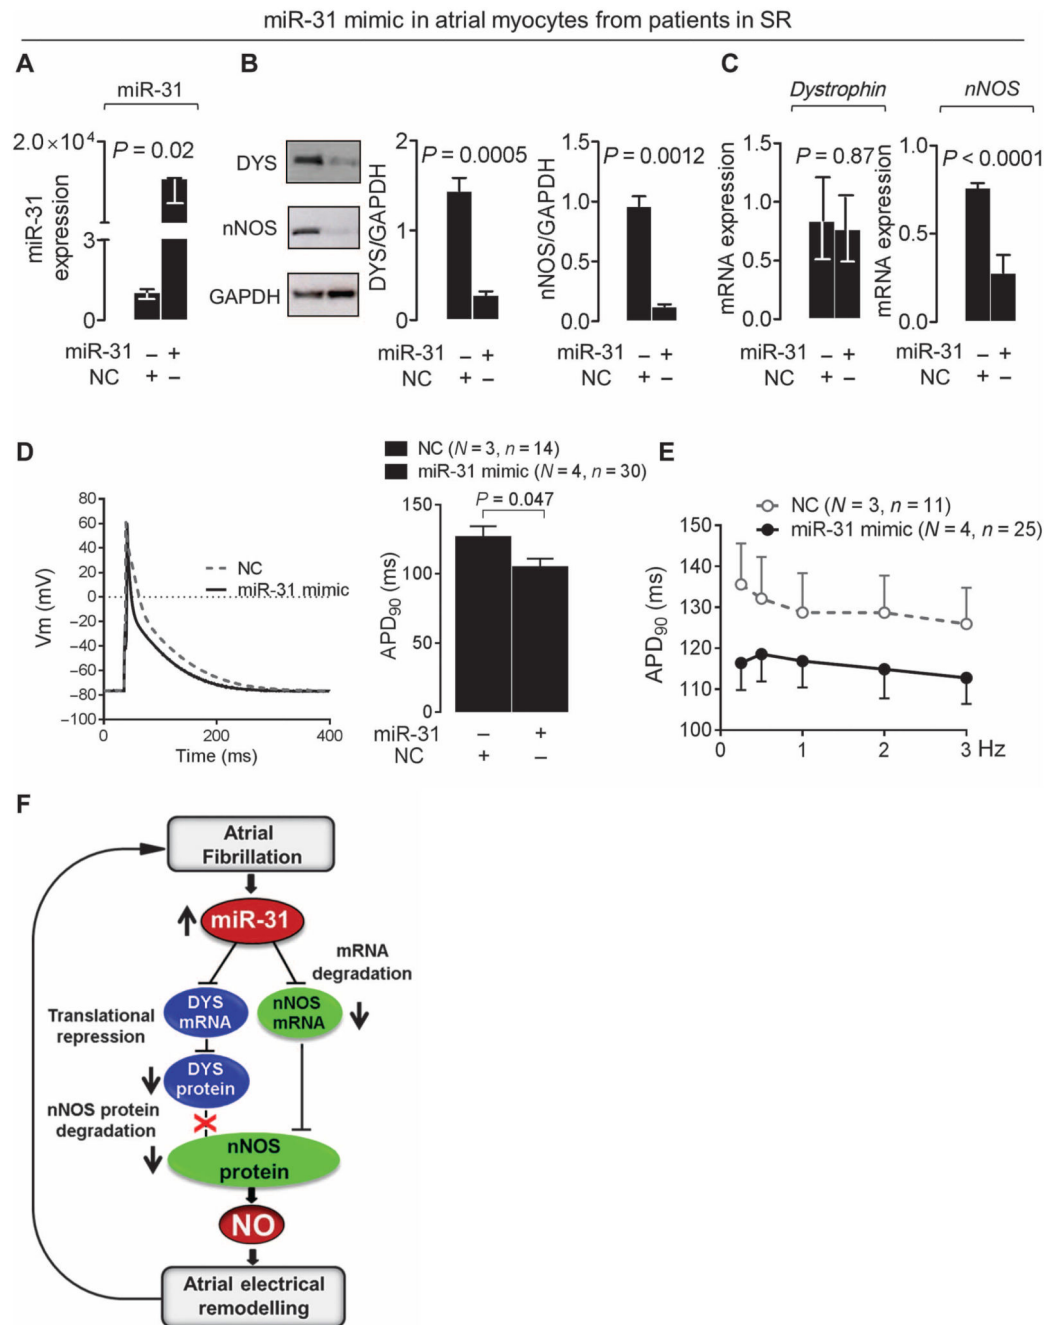 miR-31 mimic in atrial myocytes from patients in SR
A
miR-31
2.0×10⁴
P = 0.02
3
0
miR-31
expression
miR-31 – +
NC + –
B
DYS
nNOS
GAPDH
DYS/GAPDH
2
1
0
P = 0.0005
miR-31 – +
NC + –
nNOS/GAPDH
1.5
1.0
0.5
0.0
P = 0.0012
miR-31 – +
NC + –
C
Dystrophin
mRNA expression
1.5
1.0
0.5
0.0
P = 0.87
miR-31 – +
NC + –
nNOS
mRNA expression
1.0
0.5
0.0
P < 0.0001
miR-31 – +
NC + –
D
Vm (mV)
80
60
40
20
0
–20
–40
–60
–80
–100
NC
miR-31 mimic
0 200 400
Time (ms)
NC (N = 3, n = 14)
miR-31 mimic (N = 4, n = 30)
P = 0.047
APD₉₀ (ms)
150
100
50
0
miR-31 – +
NC + –
E
NC (N = 3, n = 11)
miR-31 mimic (N = 4, n = 25)
APD₉₀ (ms)
150
140
130
120
110
100
0 1 2 3 Hz
F
Atrial
Fibrillation
miR-31
mRNA
degradation
DYS
mRNA
nNOS
mRNA
Translational
repression
DYS
protein
nNOS protein
degradation
nNOS
protein
NO
Atrial electrical
remodelling